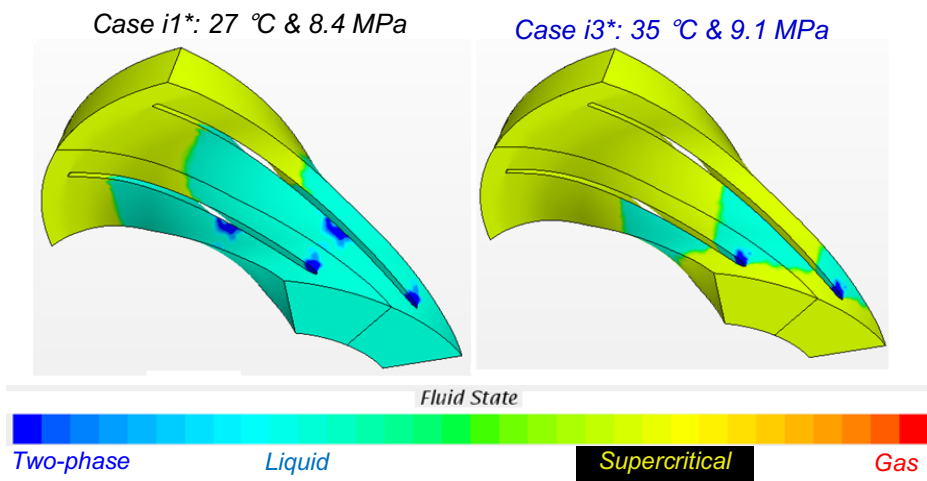 Case i1*: 27 ℃ & 8.4 MPa
Case i3*: 35 ℃ & 9.1 MPa
Fluid State
Two-phase Liquid Supercritical Gas